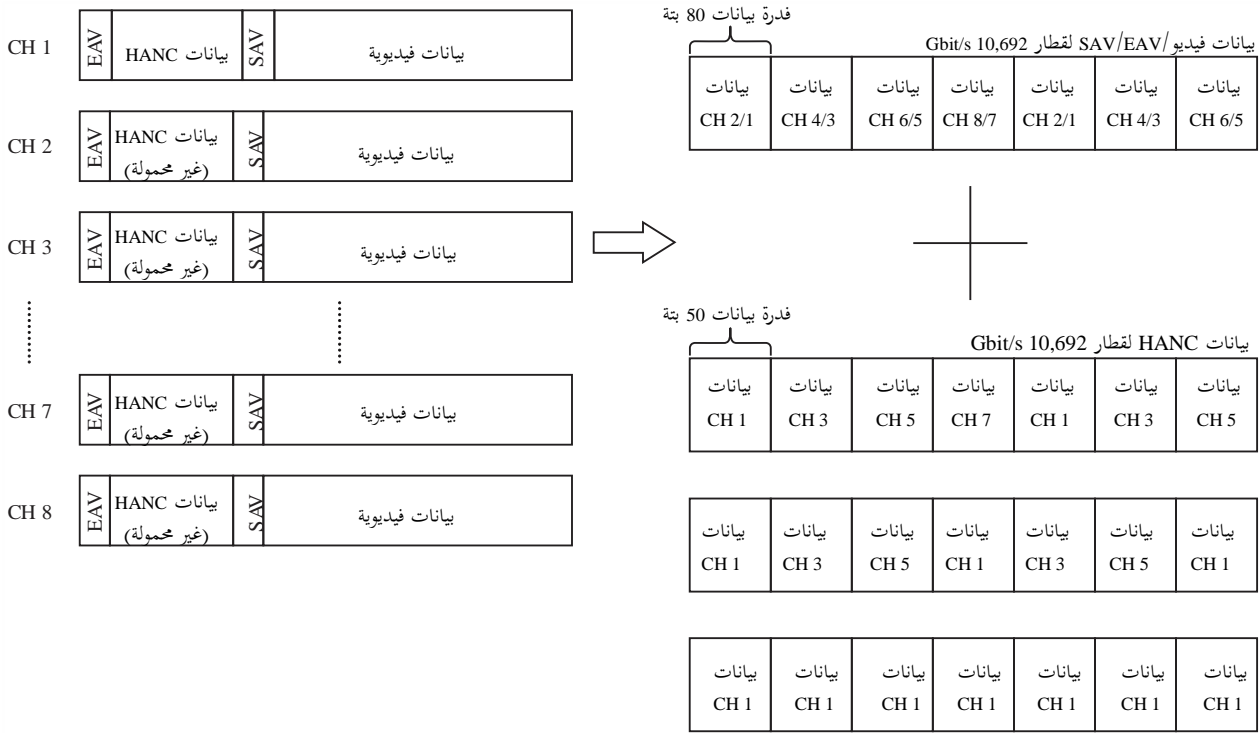 CH 1
EAV
بيانات HANC
SAV
بيانات فيديوية
CH 2
EAV
بيانات HANC
(غير محمولة)
SAV
بيانات فيديوية
CH 3
EAV
بيانات HANC
(غير محمولة)
SAV
بيانات فيديوية
CH 7
EAV
بيانات HANC
(غير محمولة)
SAV
بيانات فيديوية
CH 8
EAV
بيانات HANC
(غير محمولة)
SAV
بيانات فيديوية
فدرة بيانات 80 بتة
بيانات فيديو/SAV/EAV لقطار 10,692 Gbit/s
بيانات
CH 2/1
بيانات
CH 4/3
بيانات
CH 6/5
بيانات
CH 8/7
بيانات
CH 2/1
بيانات
CH 4/3
بيانات
CH 6/5
فدرة بيانات 50 بتة
بيانات HANC لقطار 10,692 Gbit/s
بيانات
CH 1
بيانات
CH 3
بيانات
CH 5
بيانات
CH 7
بيانات
CH 1
بيانات
CH 3
بيانات
CH 5
بيانات
CH 1
بيانات
CH 3
بيانات
CH 5
بيانات
CH 1
بيانات
CH 3
بيانات
CH 5
بيانات
CH 1
بيانات
CH 1
بيانات
CH 1
بيانات
CH 1
بيانات
CH 1
بيانات
CH 1
بيانات
CH 1
بيانات
CH 1